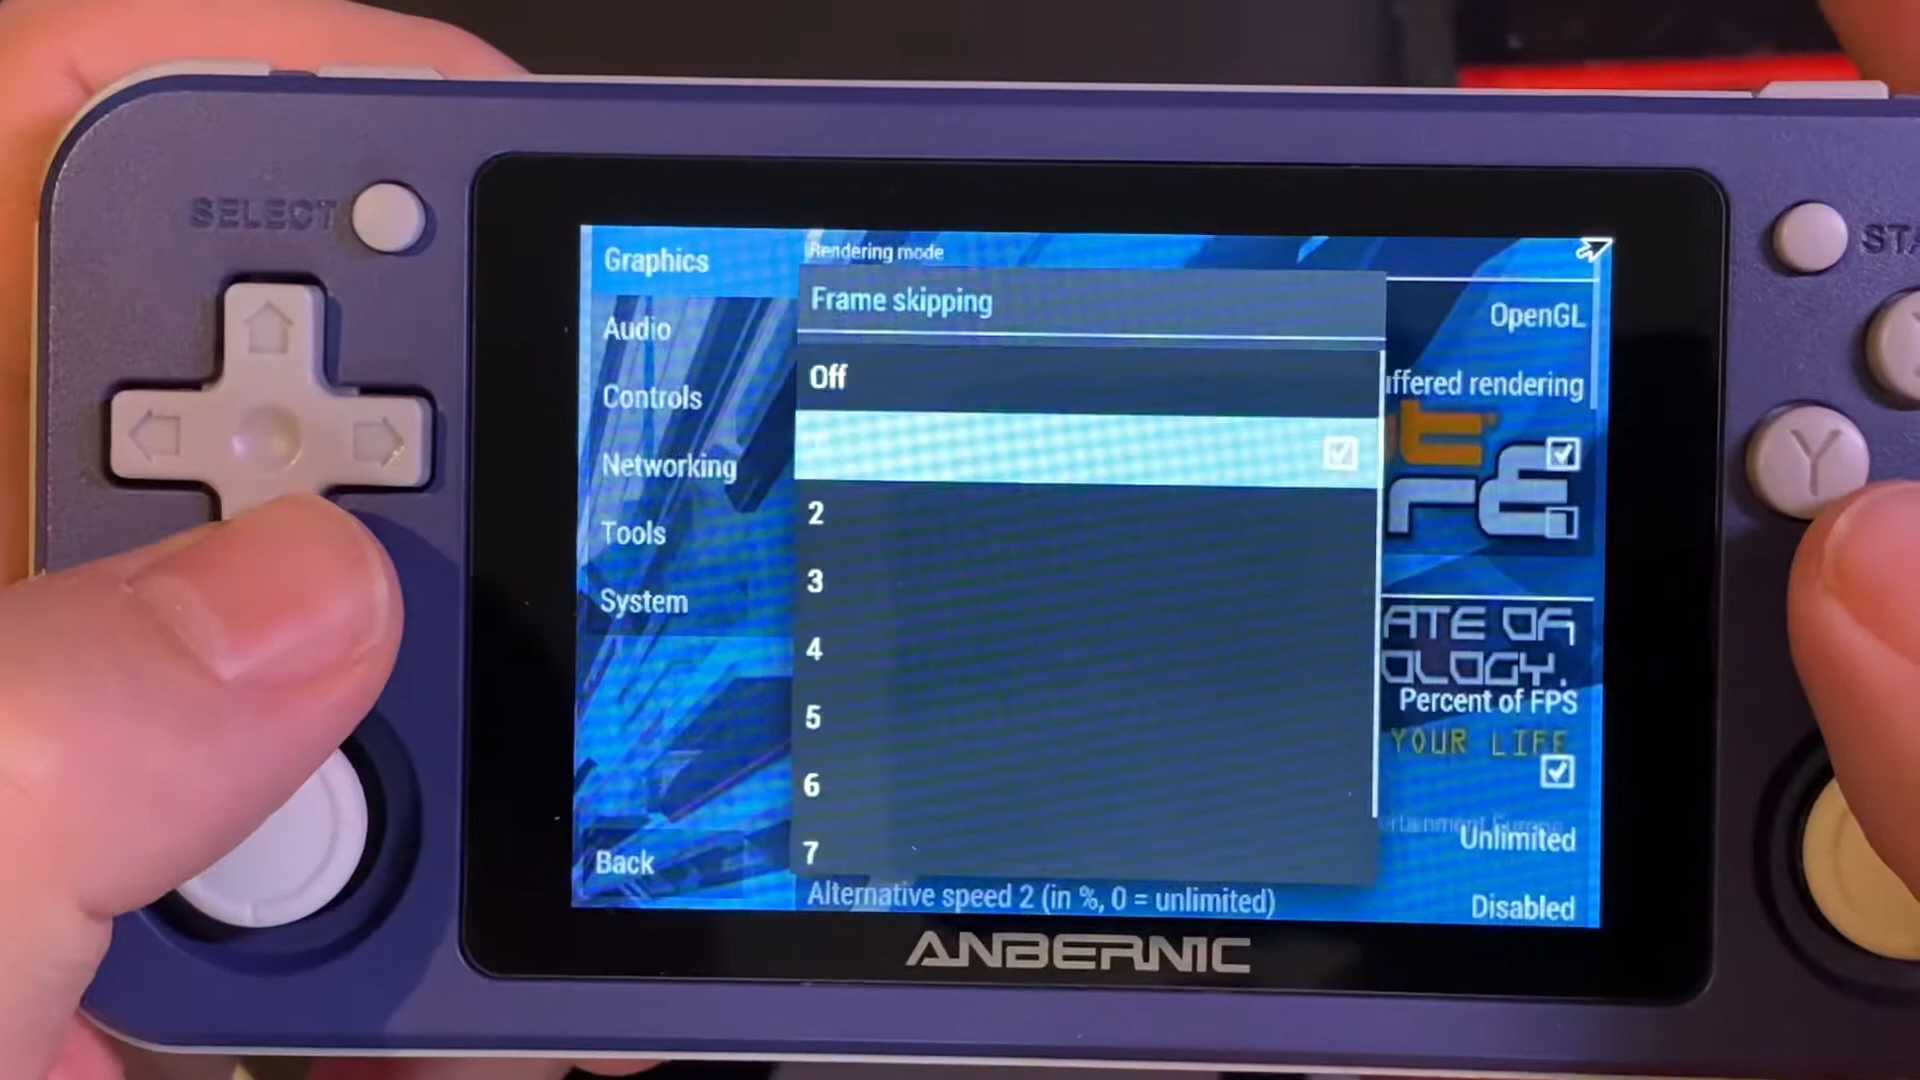 SELECT
STA
Graphics
Audio
Controls
Networking
Tools
System
Back
Rendering mode
Frame skipping
Off
2
3
4
5
6
7
Alternative speed 2 (in %, 0 = unlimited)
OpenGL
uffered rendering
ATE OF
OLOGY.
Percent of FPS
YOUR LIFE
Unlimited
Disabled
Y
ANBERNIC